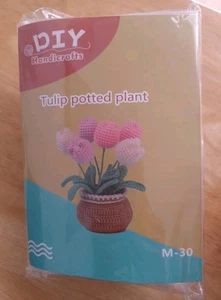 DIY
Handicrafts
Tulip potted plant
M-30